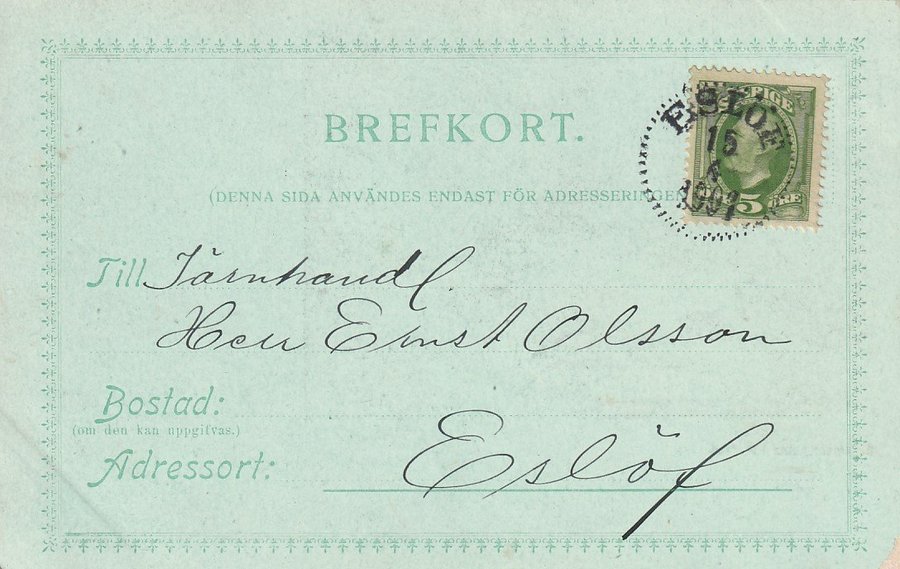 BREFKORT.
SVERIGE
ESLÖF
15
1901
5 ÖRE
(DENNA SIDA ANVÄNDES ENDAST FÖR ADRESSERINGEN
Till Järnhandl.
Herr Ernst Olsson
Bostad:
(om den kan uppgifvas.)
Adressort: Eslöf